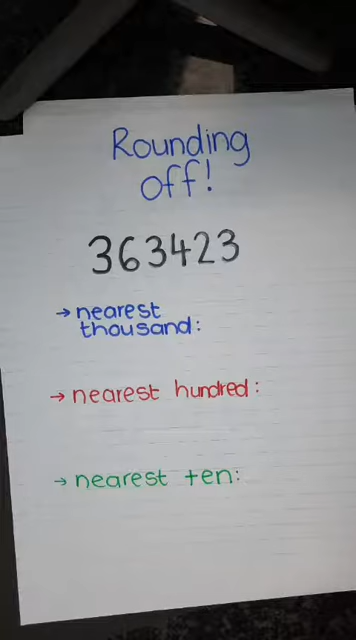 Rounding
off!
363423
→ nearest
thousand:
→ nearest hundred:
→ nearest ten: